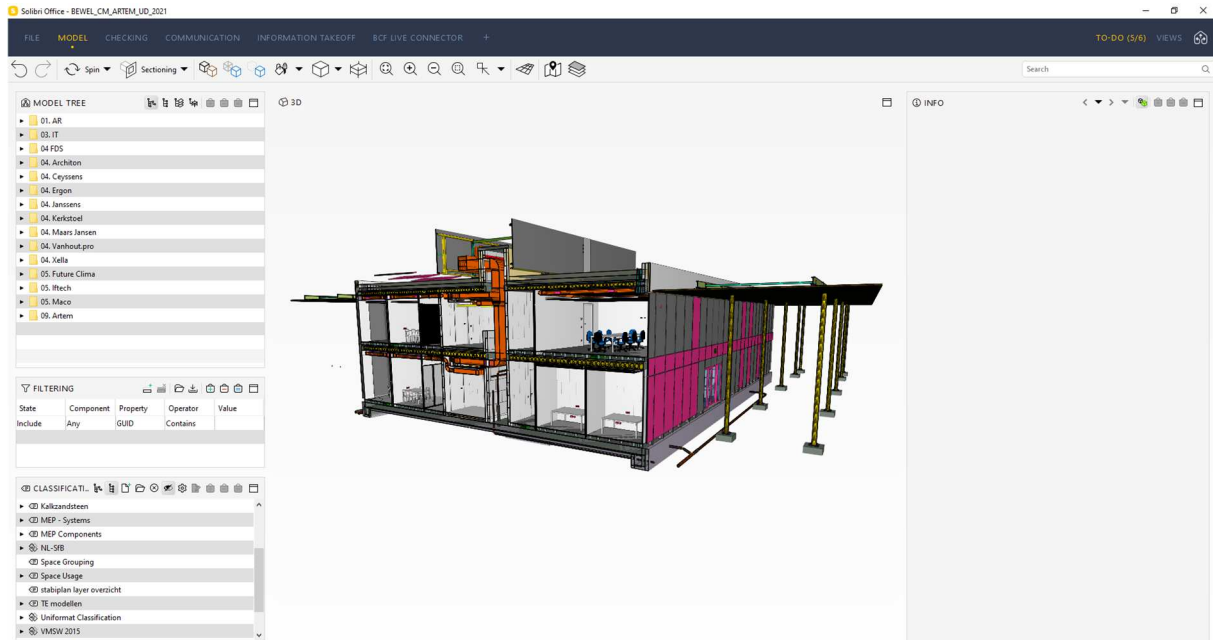 Solibri Office - BEWEL_CM_ARTEM_UD_2021
FILE MODEL CHECKING COMMUNICATION INFORMATION TAKEOFF BCF LIVE CONNECTOR + TO-DO (5/6) VIEWS
Spin Sectioning Search
MODEL TREE
01. AR
03. IT
04 FDS
04. Architon
04. Ceyssens
04. Ergon
04. Janssens
04. Kerkstoel
04. Maars Jansen
04. Vanhout.pro
04. Xella
05. Future Clima
05. Iftech
05. Maco
09. Artem
FILTERING
State Component Property Operator Value
Include Any GUID Contains
CLASSIFICATI...
Kalkzandsteen
MEP - Systems
MEP Components
NL-SfB
Space Grouping
Space Usage
stabiplan layer overzicht
TE modellen
Uniformat Classification
VMSW 2015
3D
INFO